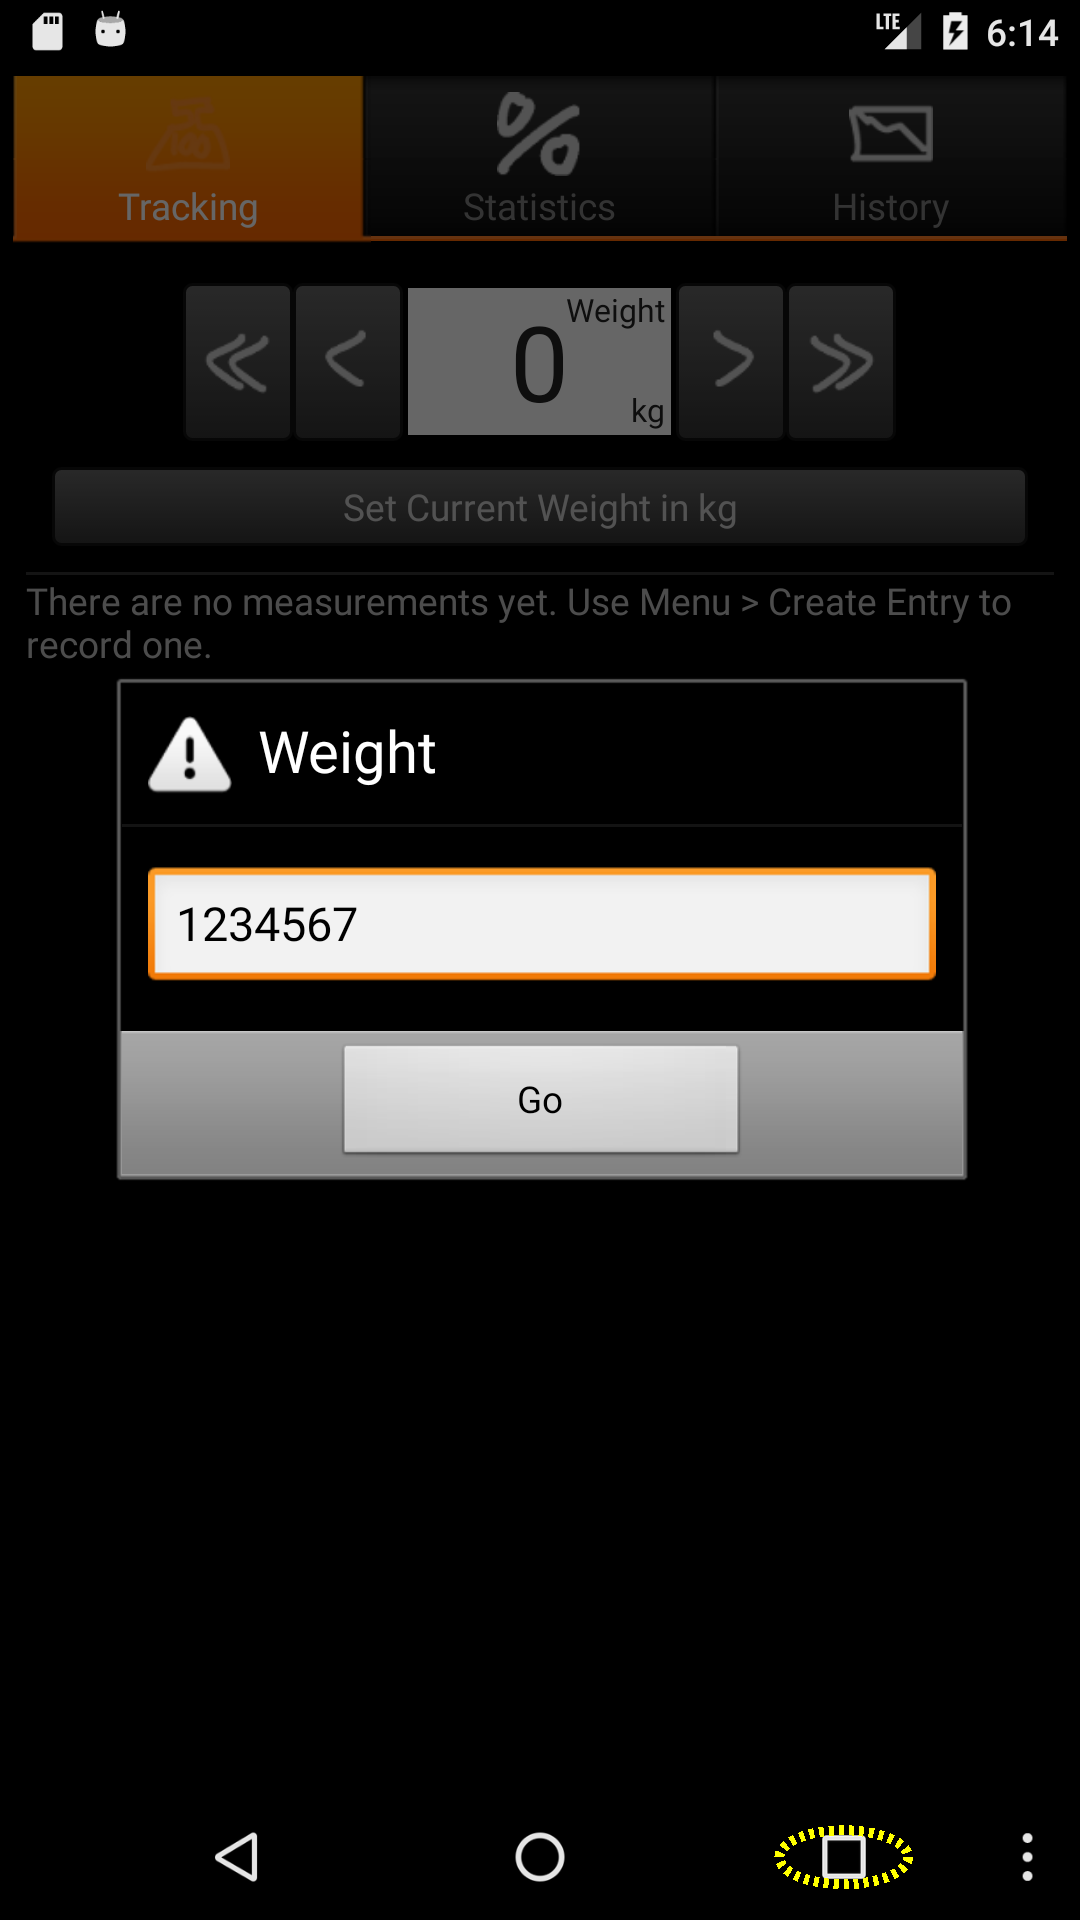 LTE 6:14
Tracking Statistics History
Weight
0
kg
Set Current Weight in kg
There are no measurements yet. Use Menu > Create Entry to
record one.
Weight
1234567
Go